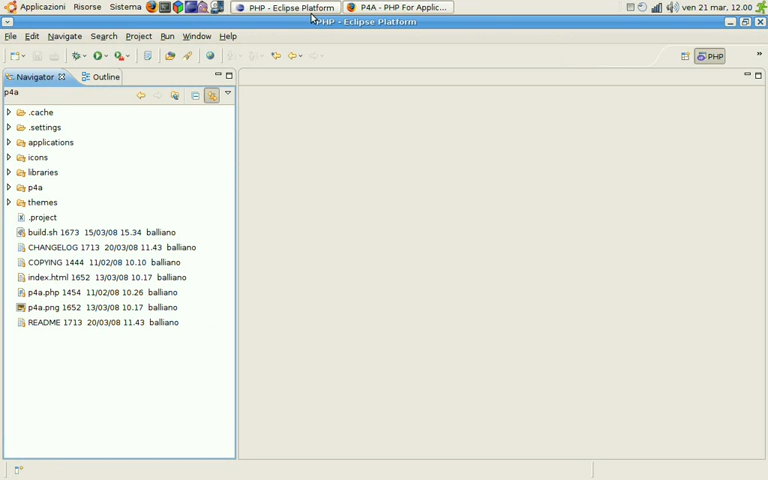 Applicazioni Risorse Sistema PHP - Eclipse Platform P4A - PHP For Applic... ven 21 mar, 12.00
PHP - Eclipse Platform
File Edit Navigate Search Project Run Window Help
PHP
Navigator Outline
p4a
.cache
.settings
applications
icons
libraries
p4a
themes
.project
build.sh 1673 15/03/08 15.34 balliano
CHANGELOG 1713 20/03/08 11.43 balliano
COPYING 1444 11/02/08 10.10 balliano
index.html 1652 13/03/08 10.17 balliano
p4a.php 1454 11/02/08 10.26 balliano
p4a.png 1652 13/03/08 10.17 balliano
README 1713 20/03/08 11.43 balliano